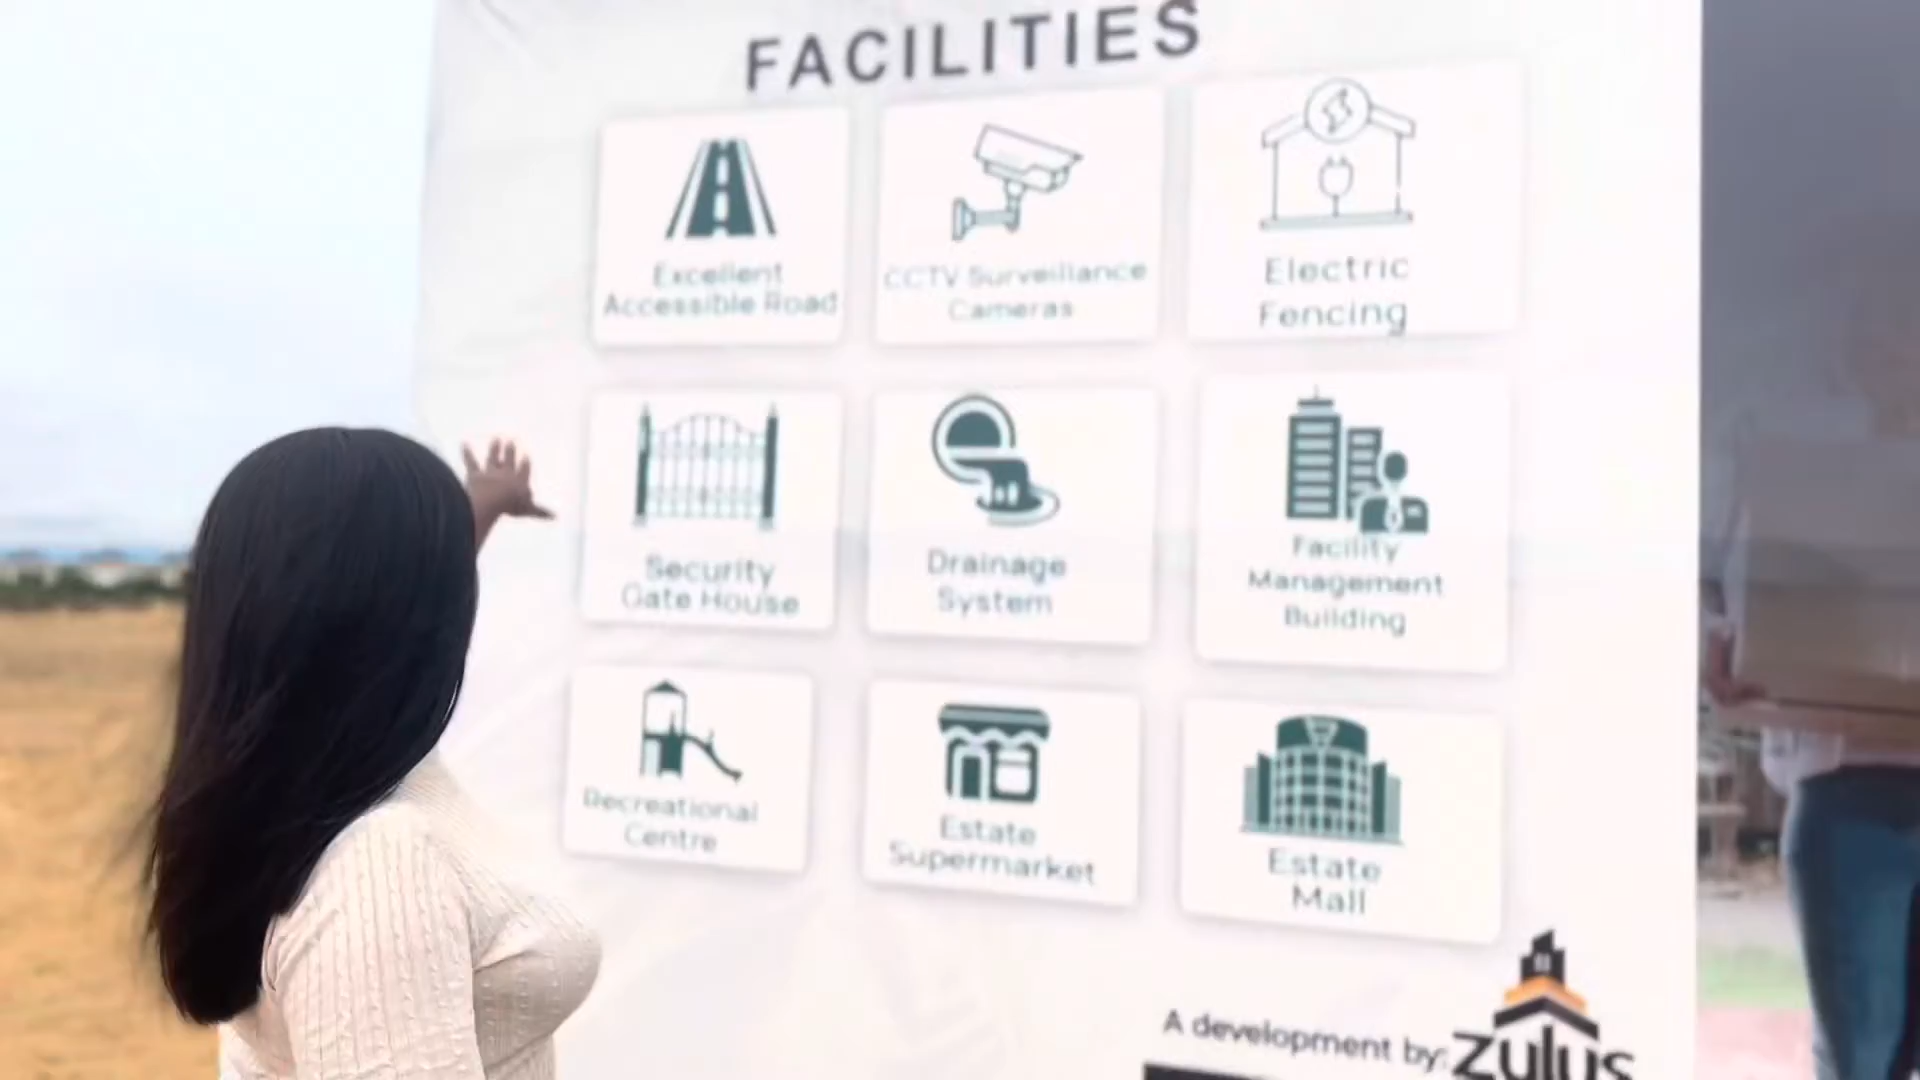 FACILITIES
Excellent
Accessible Road
CCTV Surveillance
Cameras
Electric
Fencing
Security
Gate House
Drainage
System
Facility
Management
Building
Recreational
Centre
Estate
Supermarket
Estate
Mall
A development by:
zulus